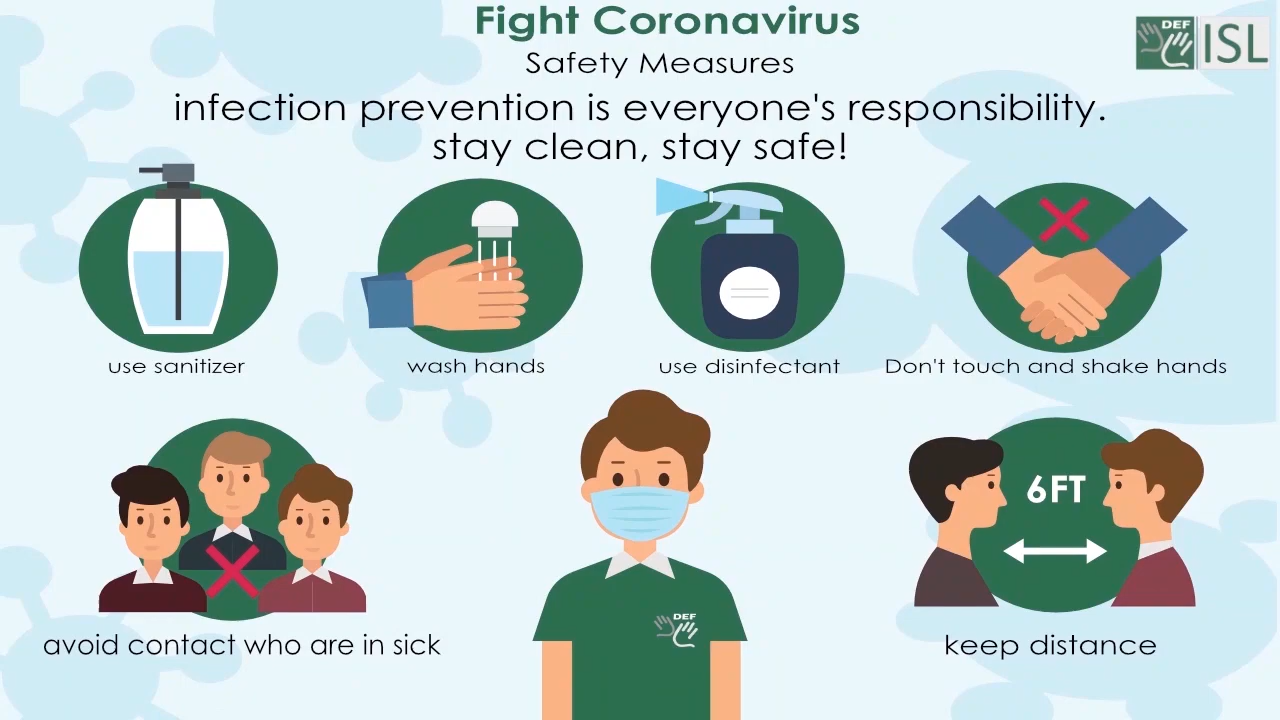 Fight Coronavirus
DEF
ISL
Safety Measures
infection prevention is everyone's responsibility.
stay clean, stay safe!
use sanitizer
wash hands
use disinfectant
Don't touch and shake hands
6FT
DEF
avoid contact who are in sick
keep distance